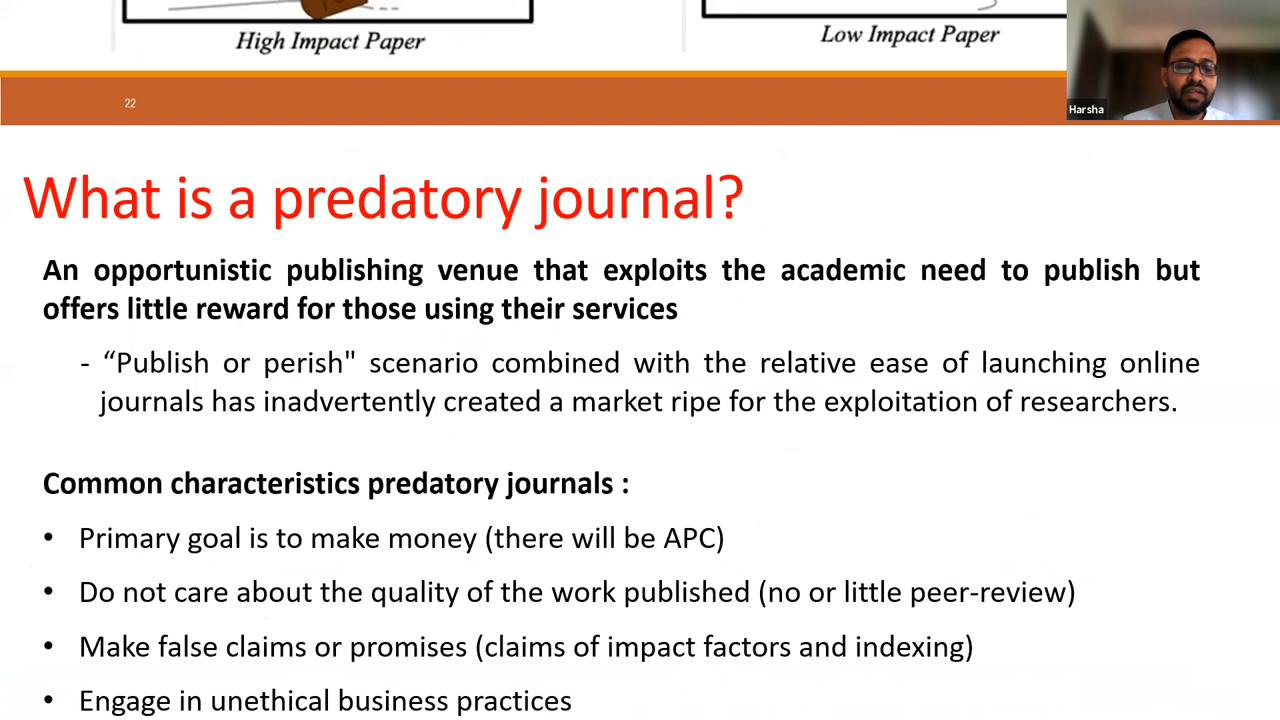 High Impact Paper
Low Impact Paper
22
Harsha
What is a predatory journal?
An opportunistic publishing venue that exploits the academic need to publish but
offers little reward for those using their services
- “Publish or perish" scenario combined with the relative ease of launching online
journals has inadvertently created a market ripe for the exploitation of researchers.
Common characteristics predatory journals :
• Primary goal is to make money (there will be APC)
• Do not care about the quality of the work published (no or little peer-review)
• Make false claims or promises (claims of impact factors and indexing)
• Engage in unethical business practices